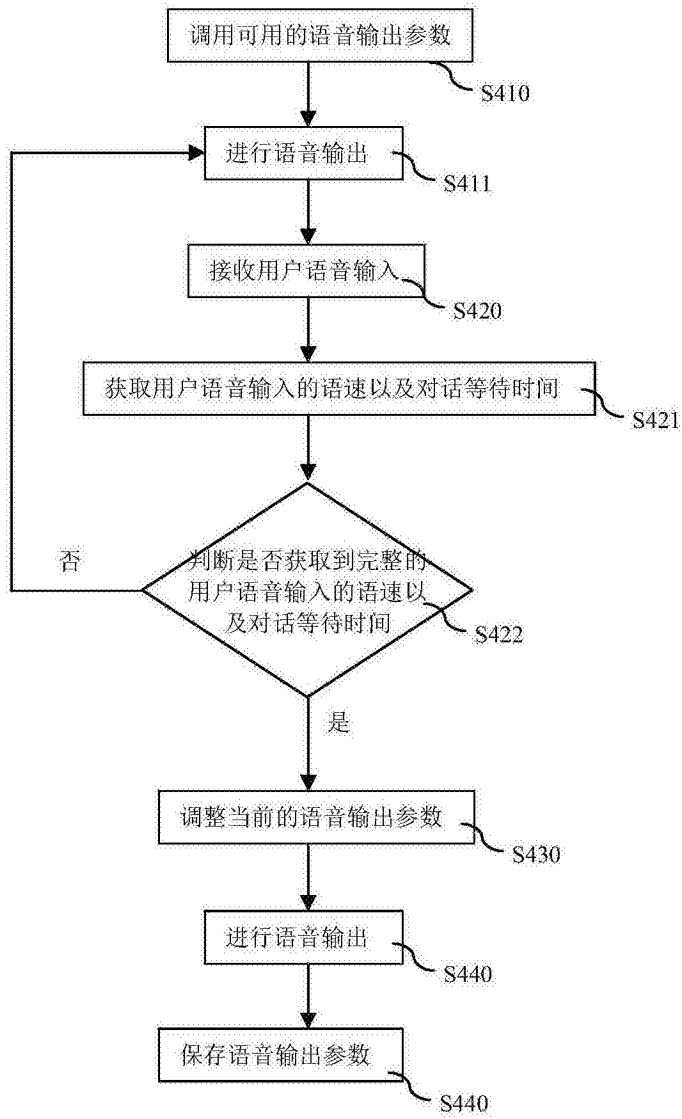 调用可用的语音输出参数
S410
进行语音输出
S411
接收用户语音输入
S420
获取用户语音输入的语速以及对话等待时间
S421
判断是否获取到完整的
用户语音输入的语速以
及对话等待时间
S422
否
是
调整当前的语音输出参数
S430
进行语音输出
S440
保存语音输出参数
S440